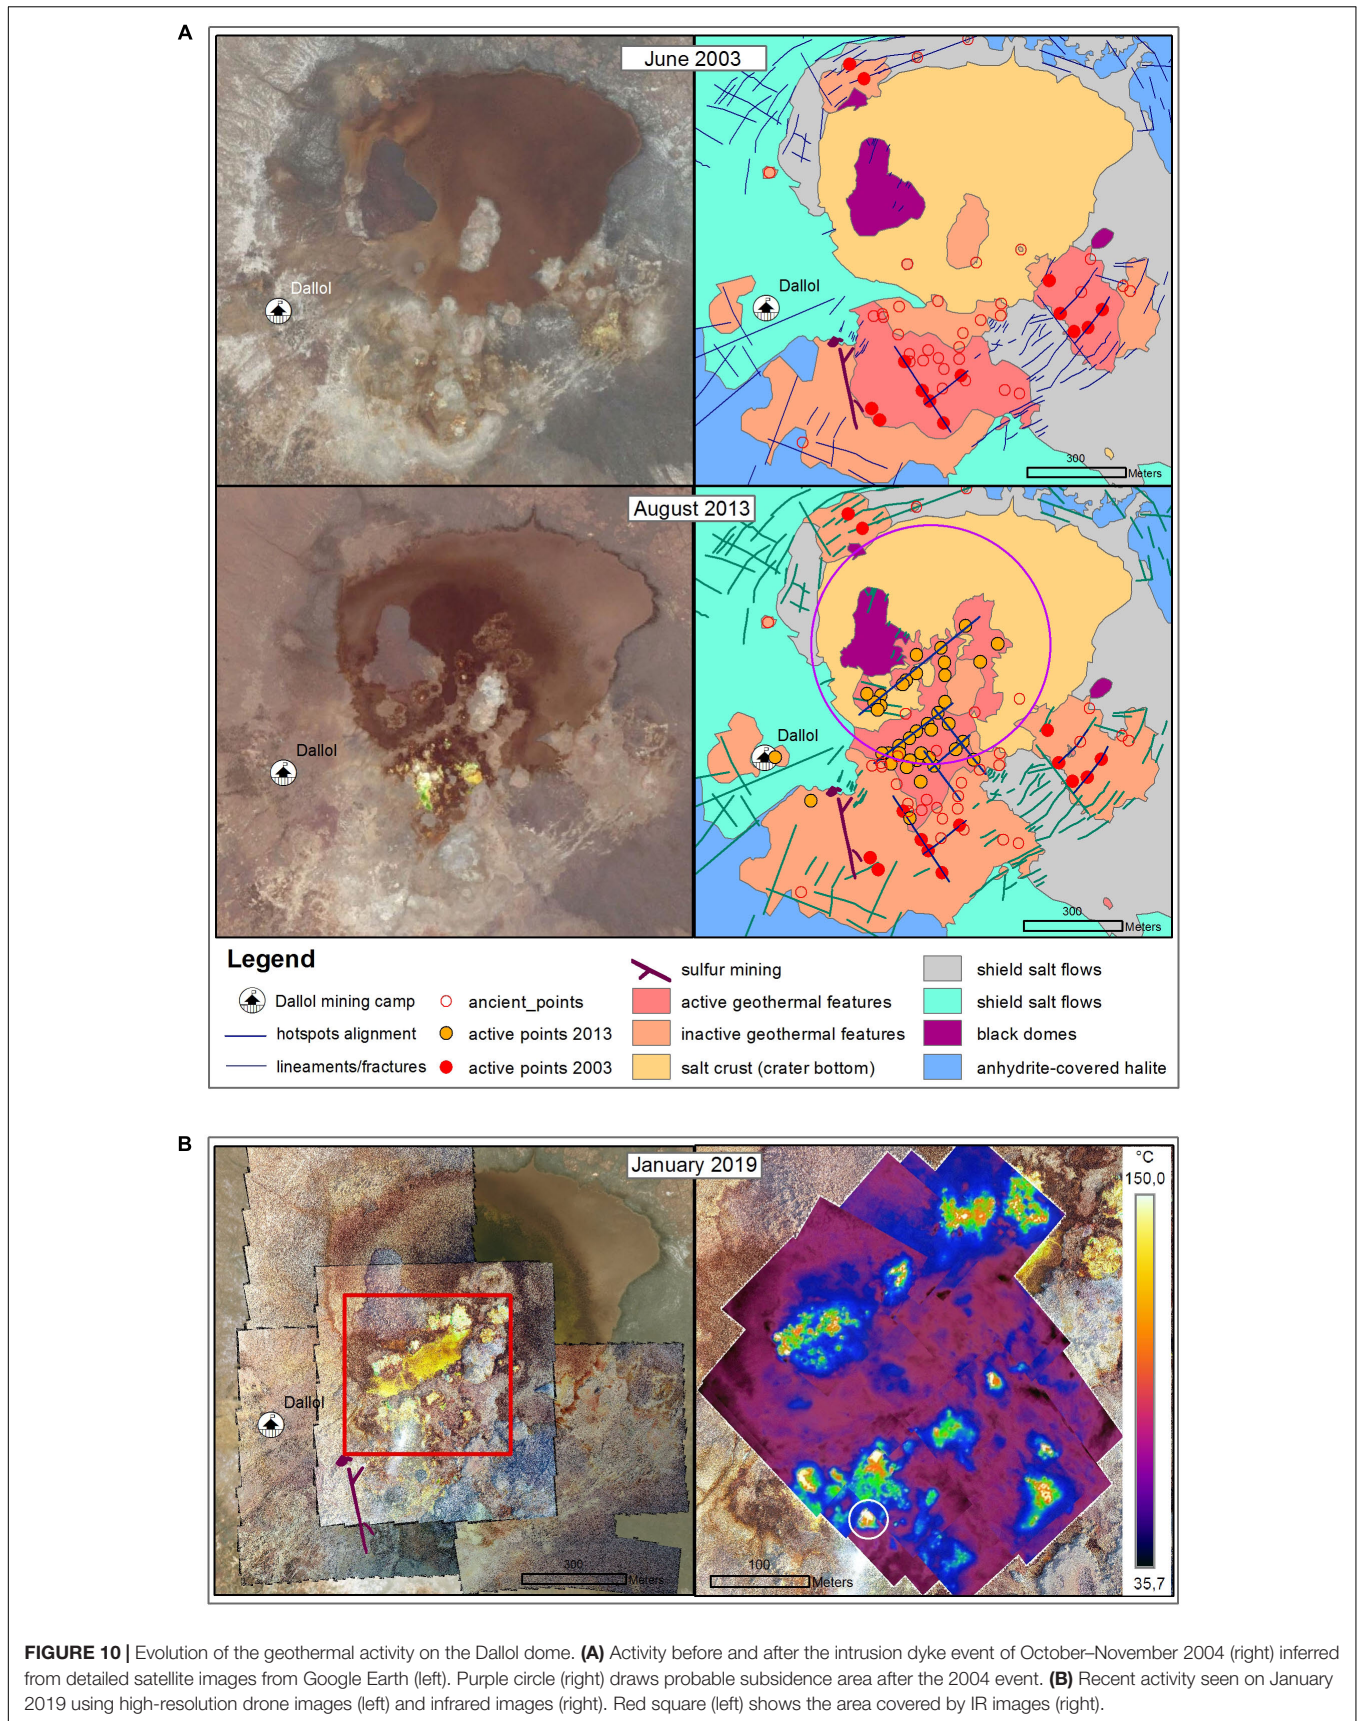 A
June 2003
Dallol
Dallol
300
Meters
August 2013
Dallol
Dallol
300
Meters
Legend
Dallol mining camp
hotspots alignment
lineaments/fractures
ancient_points
active points 2013
active points 2003
sulfur mining
active geothermal features
inactive geothermal features
salt crust (crater bottom)
shield salt flows
shield salt flows
black domes
anhydrite-covered halite
B
January 2019
Dallol
300
Meters
100
Meters
°C
150,0
35,7
FIGURE 10 | Evolution of the geothermal activity on the Dallol dome. (A) Activity before and after the intrusion dyke event of October–November 2004 (right) inferred
from detailed satellite images from Google Earth (left). Purple circle (right) draws probable subsidence area after the 2004 event. (B) Recent activity seen on January
2019 using high-resolution drone images (left) and infrared images (right). Red square (left) shows the area covered by IR images (right).